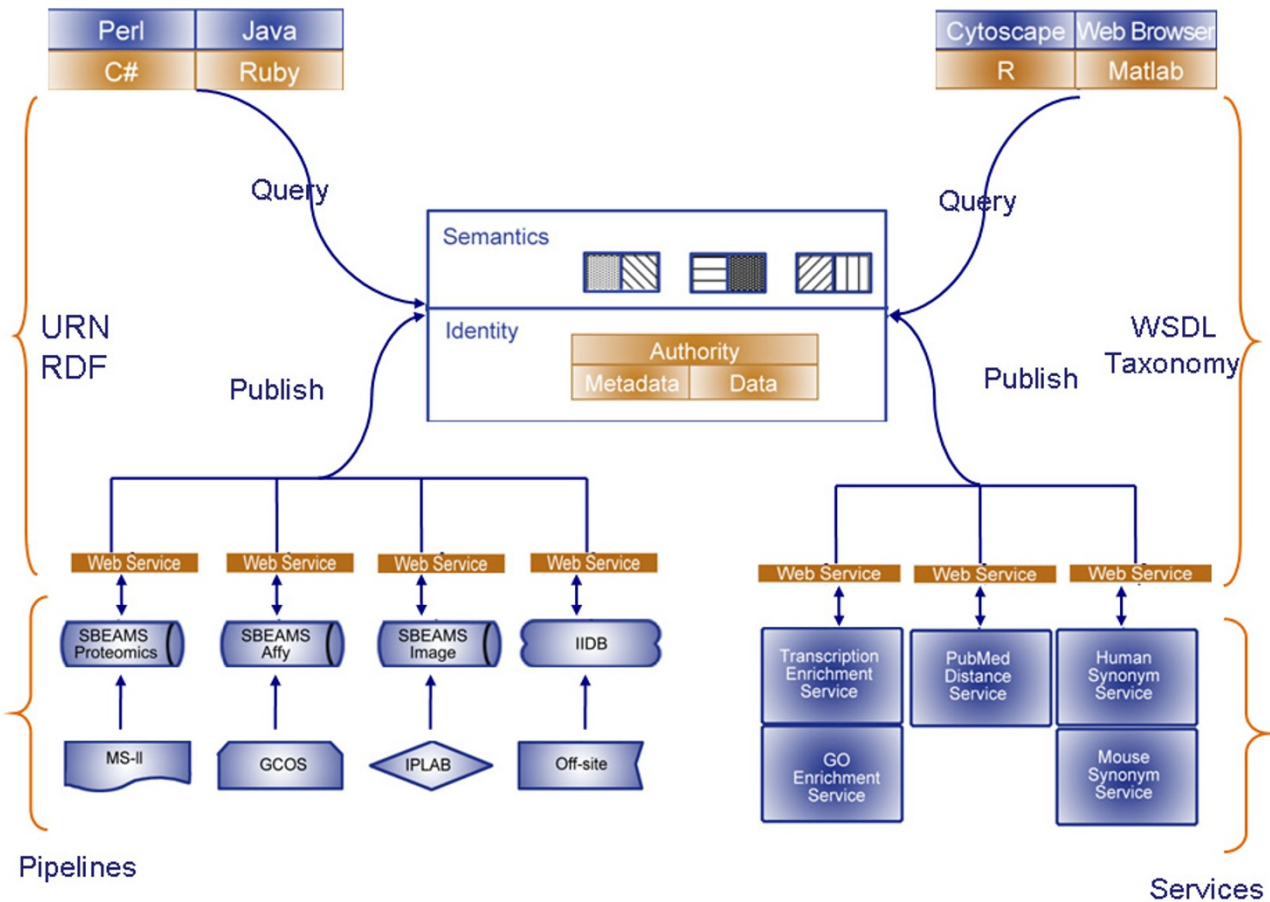 Perl Java
C# Ruby
Cytoscape Web Browser
R Matlab
Query
Query
Semantics
Identity
Authority
Metadata Data
URN
RDF
WSDL
Taxonomy
Publish
Publish
Web Service
Web Service
Web Service
Web Service
Web Service
Web Service
Web Service
SBEAMS
Proteomics
SBEAMS
Affy
SBEAMS
Image
IIDB
MS-II
GCOS
IPLAB
Off-site
Transcription
Enrichment
Service
PubMed
Distance
Service
Human
Synonym
Service
GO
Enrichment
Service
Mouse
Synonym
Service
Pipelines
Services